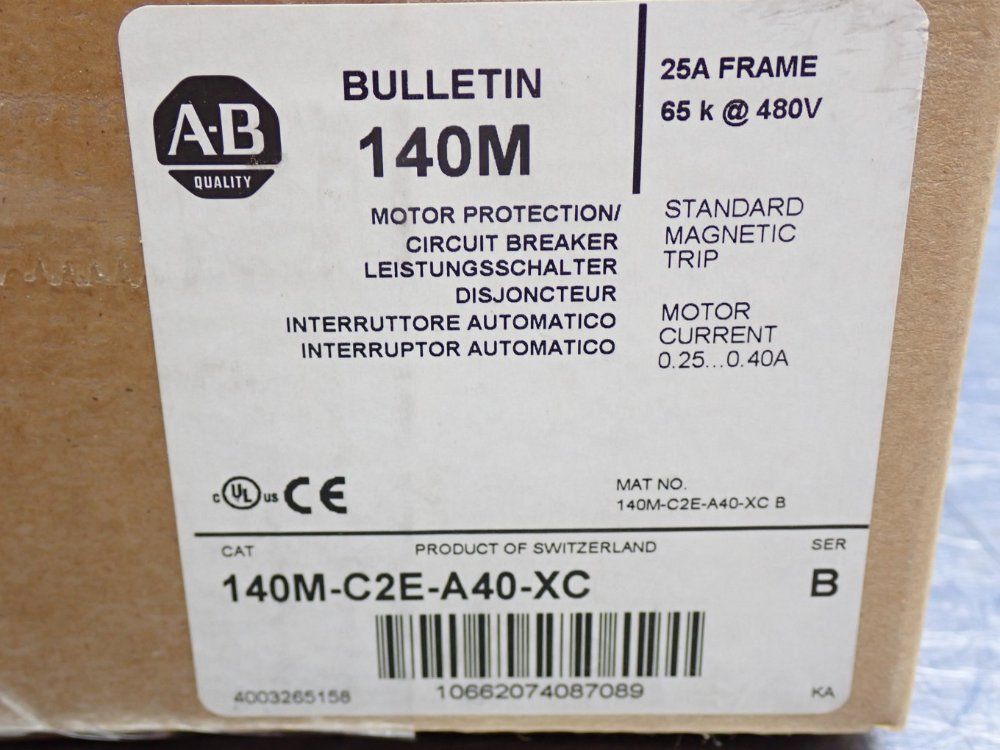 A-B
QUALITY
BULLETIN
140M
MOTOR PROTECTION/
CIRCUIT BREAKER
LEISTUNGSSCHALTER
DISJONCTEUR
INTERRUTTORE AUTOMATICO
INTERRUPTOR AUTOMATICO
25A FRAME
65 k @ 480V
STANDARD
MAGNETIC
TRIP
MOTOR
CURRENT
0.25...0.40A
C UL US CE
MAT NO.
140M-C2E-A40-XC B
CAT
PRODUCT OF SWITZERLAND
SER
140M-C2E-A40-XC
B
4003265158
10662074087089
KA